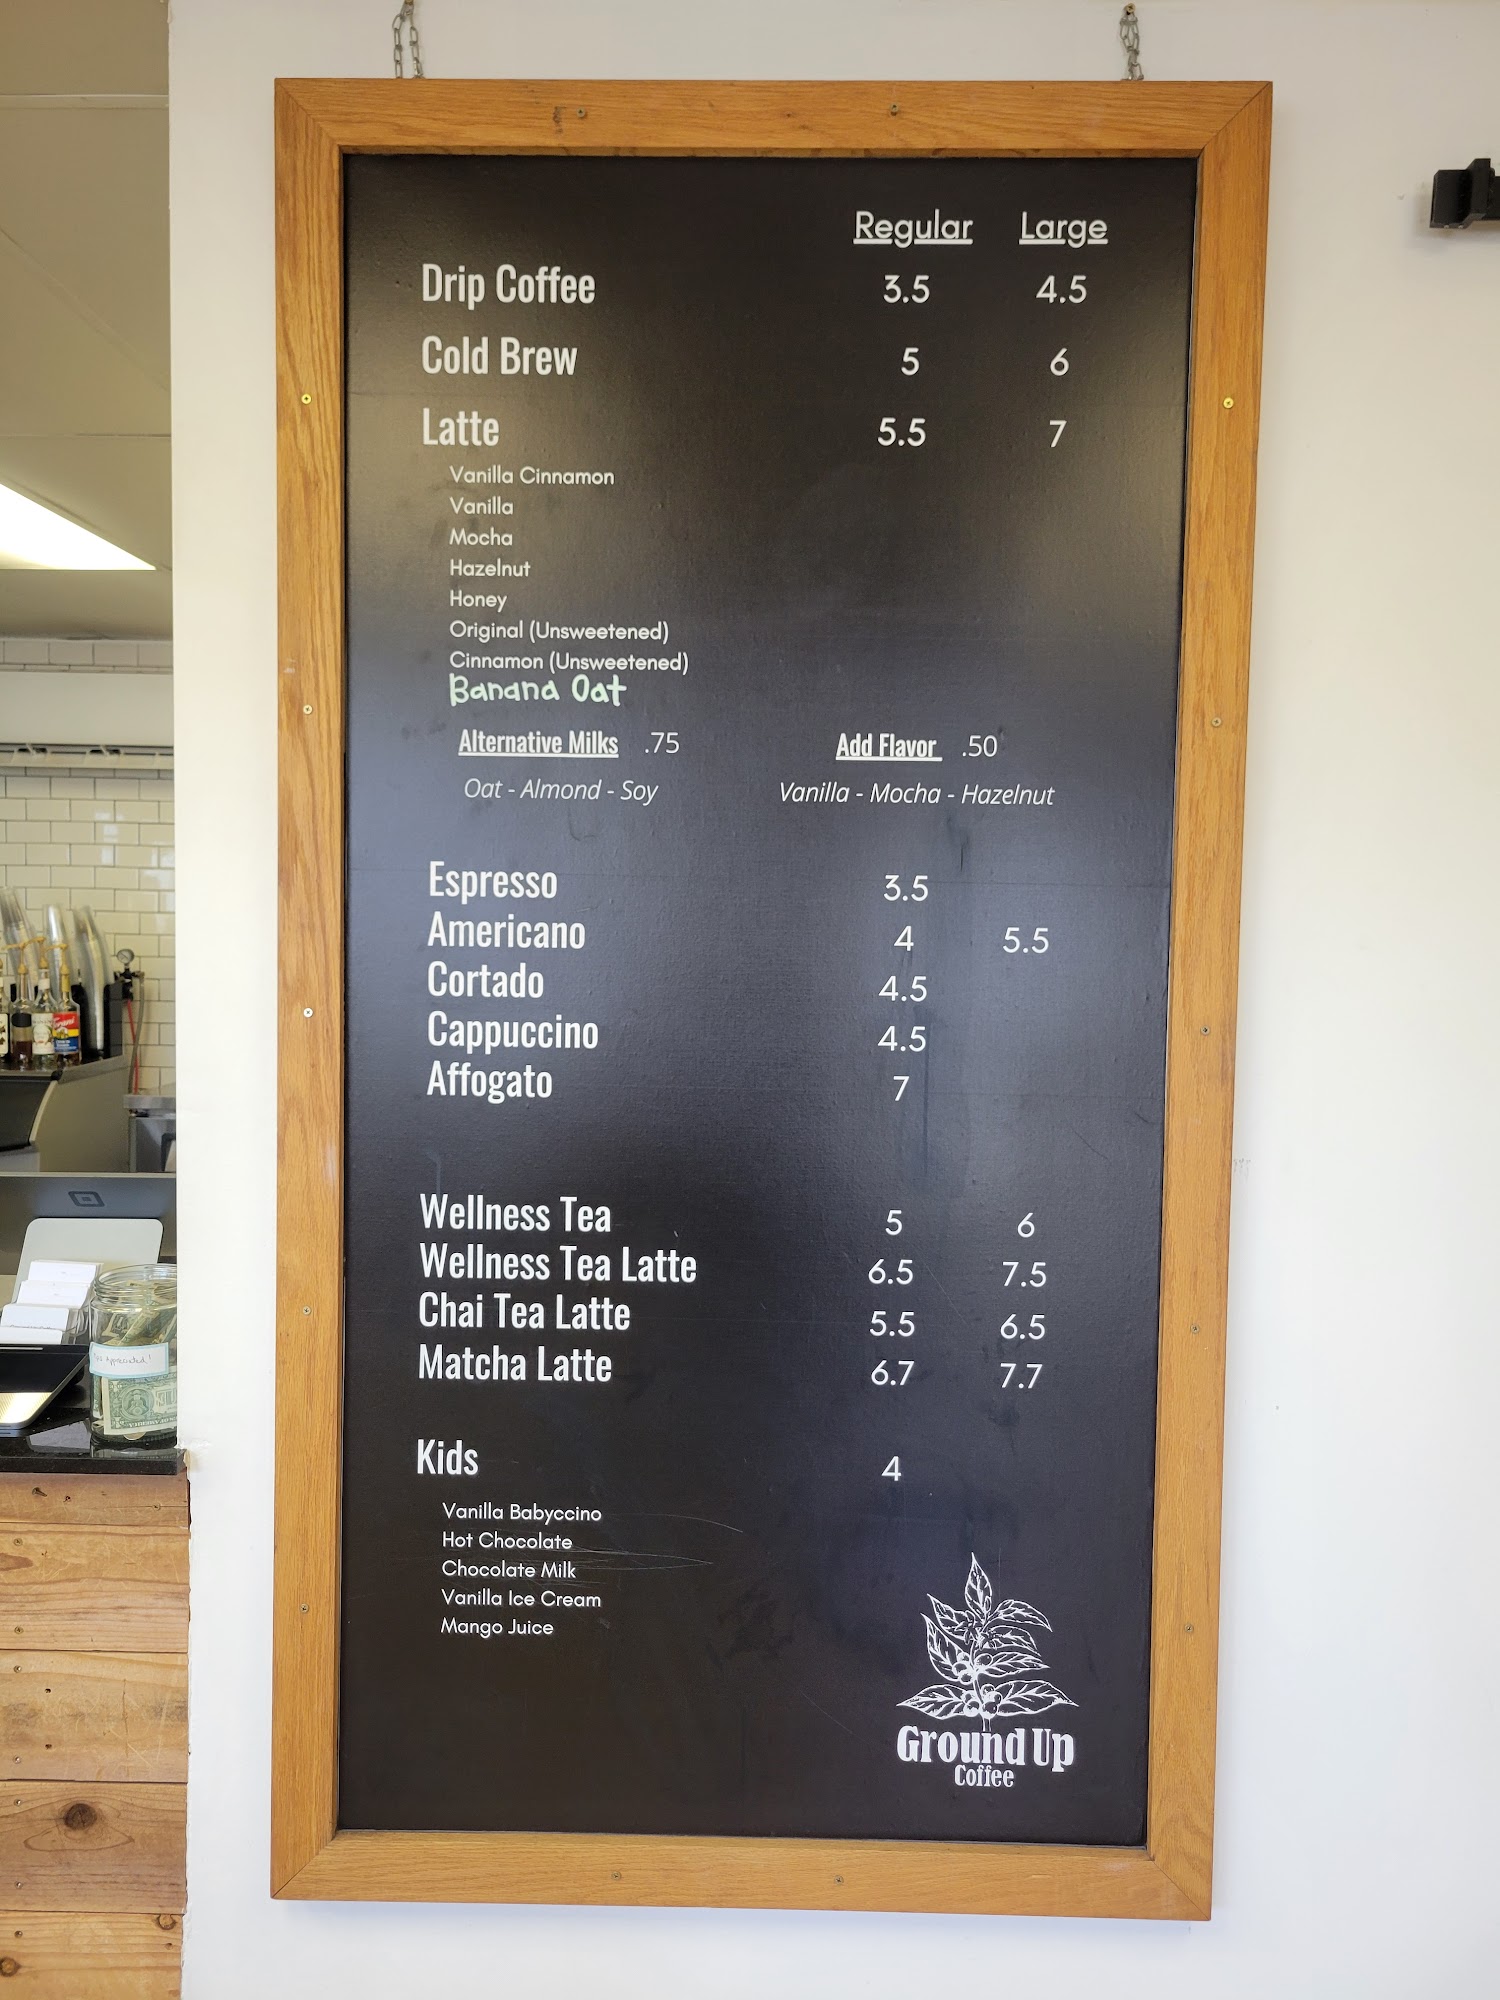 Regular Large
Drip Coffee 3.5 4.5
Cold Brew 5 6
Latte 5.5 7
Vanilla Cinnamon
Vanilla
Mocha
Hazelnut
Honey
Original (Unsweetened)
Cinnamon (Unsweetened)
Banana Oat
Alternative Milks .75 Add Flavor .50
Oat - Almond - Soy Vanilla - Mocha - Hazelnut
Espresso 3.5
Americano 4 5.5
Cortado 4.5
Cappuccino 4.5
Affogato 7
Wellness Tea 5 6
Wellness Tea Latte 6.5 7.5
Chai Tea Latte 5.5 6.5
Matcha Latte 6.7 7.7
Kids 4
Vanilla Babyccino
Hot Chocolate
Chocolate Milk
Vanilla Ice Cream
Mango Juice
Ground Up
Coffee
Appreciated!